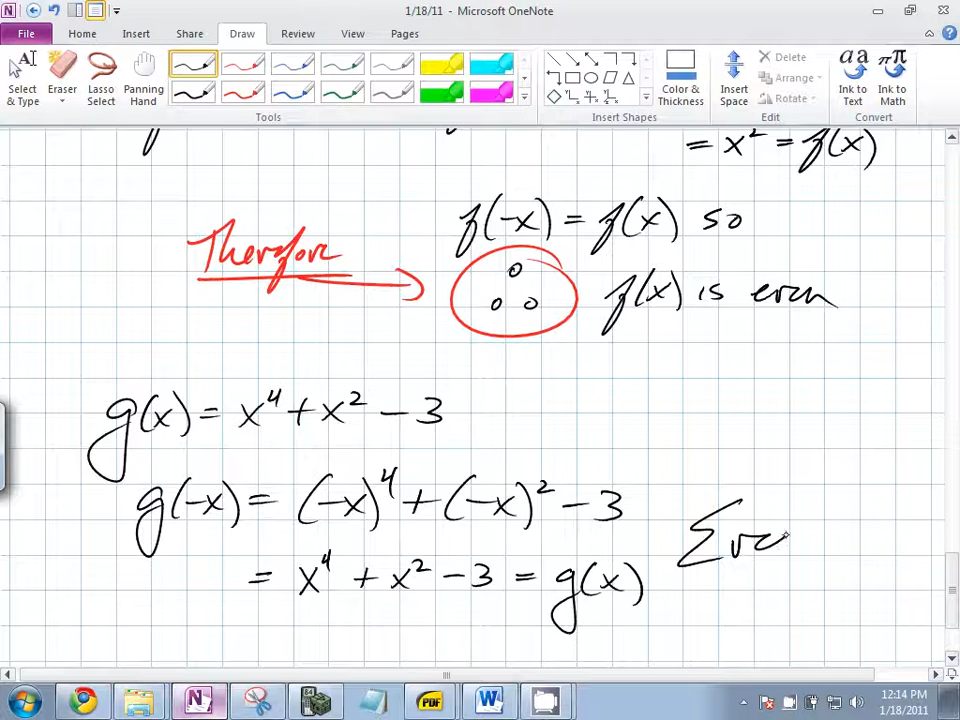 1/18/11 - Microsoft OneNote
File Home Insert Share Draw Review View Pages
Select & Type
Eraser
Lasso Select
Panning Hand
Tools
Color & Thickness
Insert Shapes
Insert Space
Delete
Arrange
Rotate
Edit
Ink to Text
Ink to Math
Convert
= x² = f(x)
f(-x) = f(x) so
Therefore
f(x) is even
g(x) = x⁴ + x² - 3
g(-x) = (-x)⁴ + (-x)² - 3
= x⁴ + x² - 3 = g(x)
Eve
PDF
12:14 PM
1/18/2011